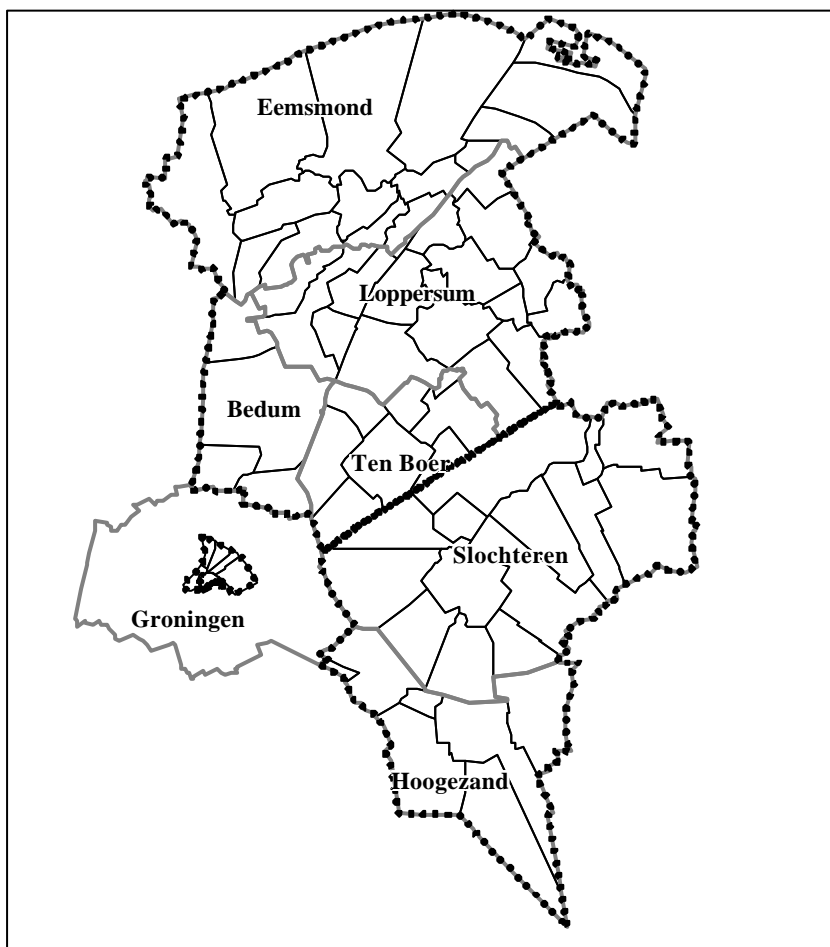 Eemsmond
Loppersum
Bedum
Ten Boer
Slochteren
Groningen
Hoogezand